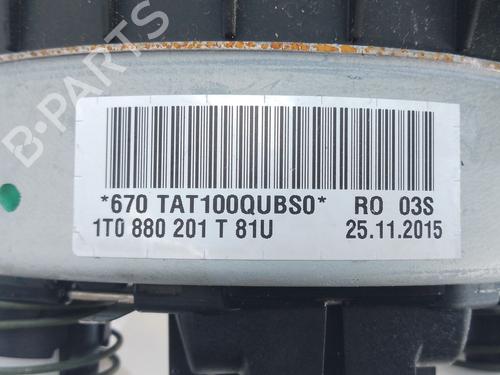 B-PARTS
*670 TAT100QUBS0* RO 03S
1T0 880 201 T 81U 25.11.2015